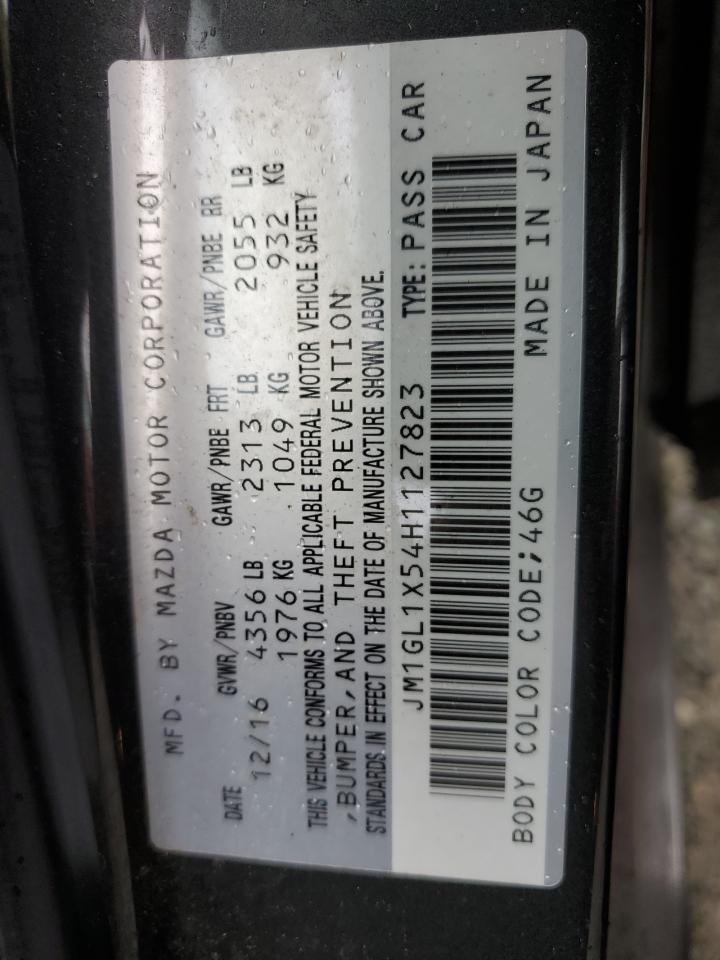 MFD. BY MAZDA MOTOR CORPORATION
DATE GVWR/PNBV GAWR/PNBE FRT GAWR/PNBE RR
12/16 4356 LB 2313 LB 2055 LB
1976 KG 1049 KG 932 KG
THIS VEHICLE CONFORMS TO ALL APPLICABLE FEDERAL MOTOR VEHICLE SAFETY
,BUMPER,AND THEFT PREVENTION
STANDARDS IN EFFECT ON THE DATE OF MANUFACTURE SHOWN ABOVE.
JM1GL1X54H1127823 TYPE: PASS CAR
BODY COLOR CODE;46G MADE IN JAPAN